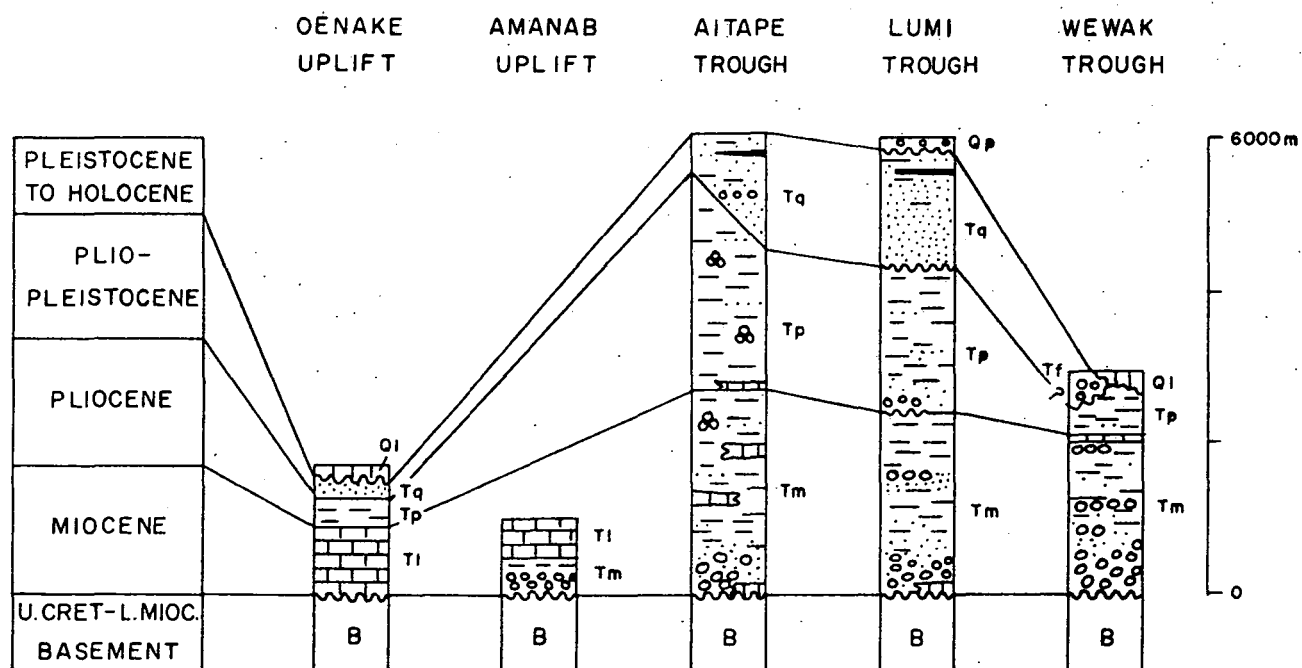 OENAKE UPLIFT
AMANAB UPLIFT
AITAPE TROUGH
LUMI TROUGH
WEWAK TROUGH
PLEISTOCENE
TO HOLOCENE
PLIO-
PLEISTOCENE
PLIOCENE
MIOCENE
U.CRET-L.MIOC.
BASEMENT
Ql
Tq
Tp
Tl
B
Tl
Tm
B
Tq
Tp
Tm
B
Qp
Tq
Tp
Tm
B
Tf
?
Ql
Tp
Tm
B
6000m
0